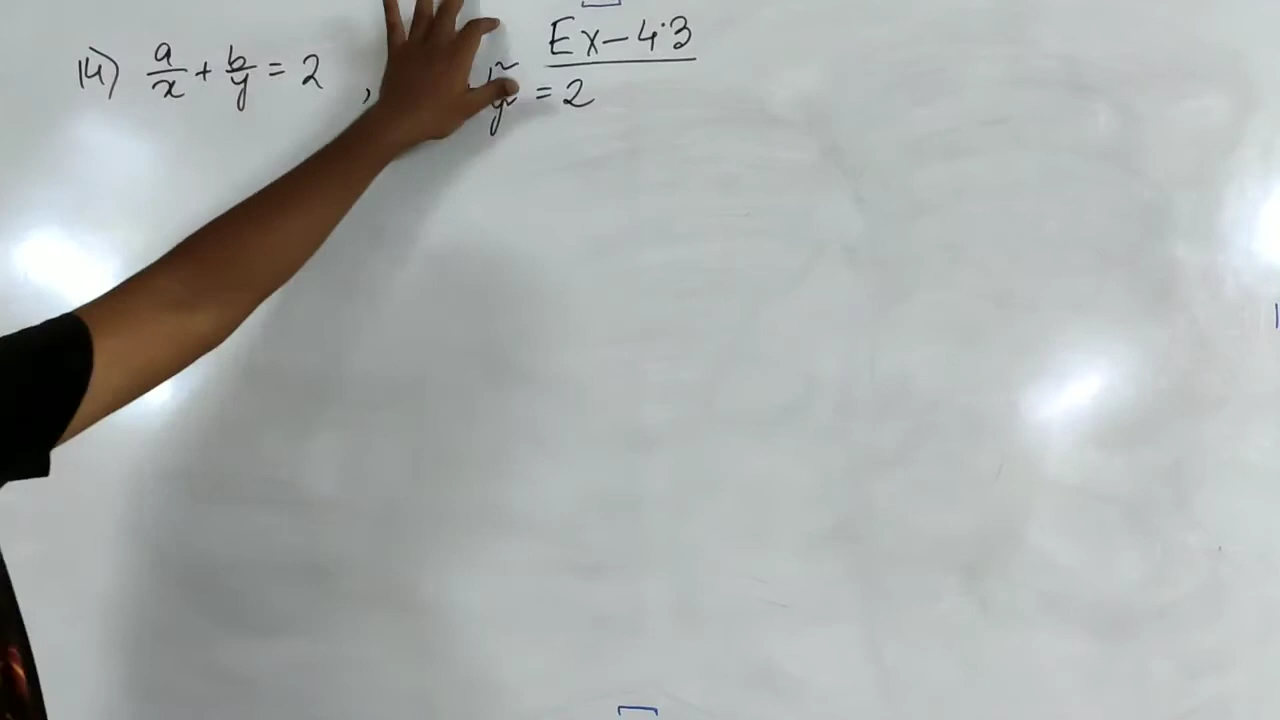 Ex-4.3
14) a/x + b/y = 2 , = 2